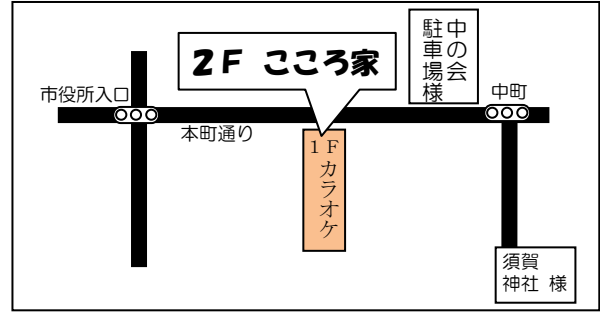 中の会
駐車場様
２Ｆ こころ家
市役所入口
中町
本町通り
１Ｆ
カラオケ
須賀
神社 様